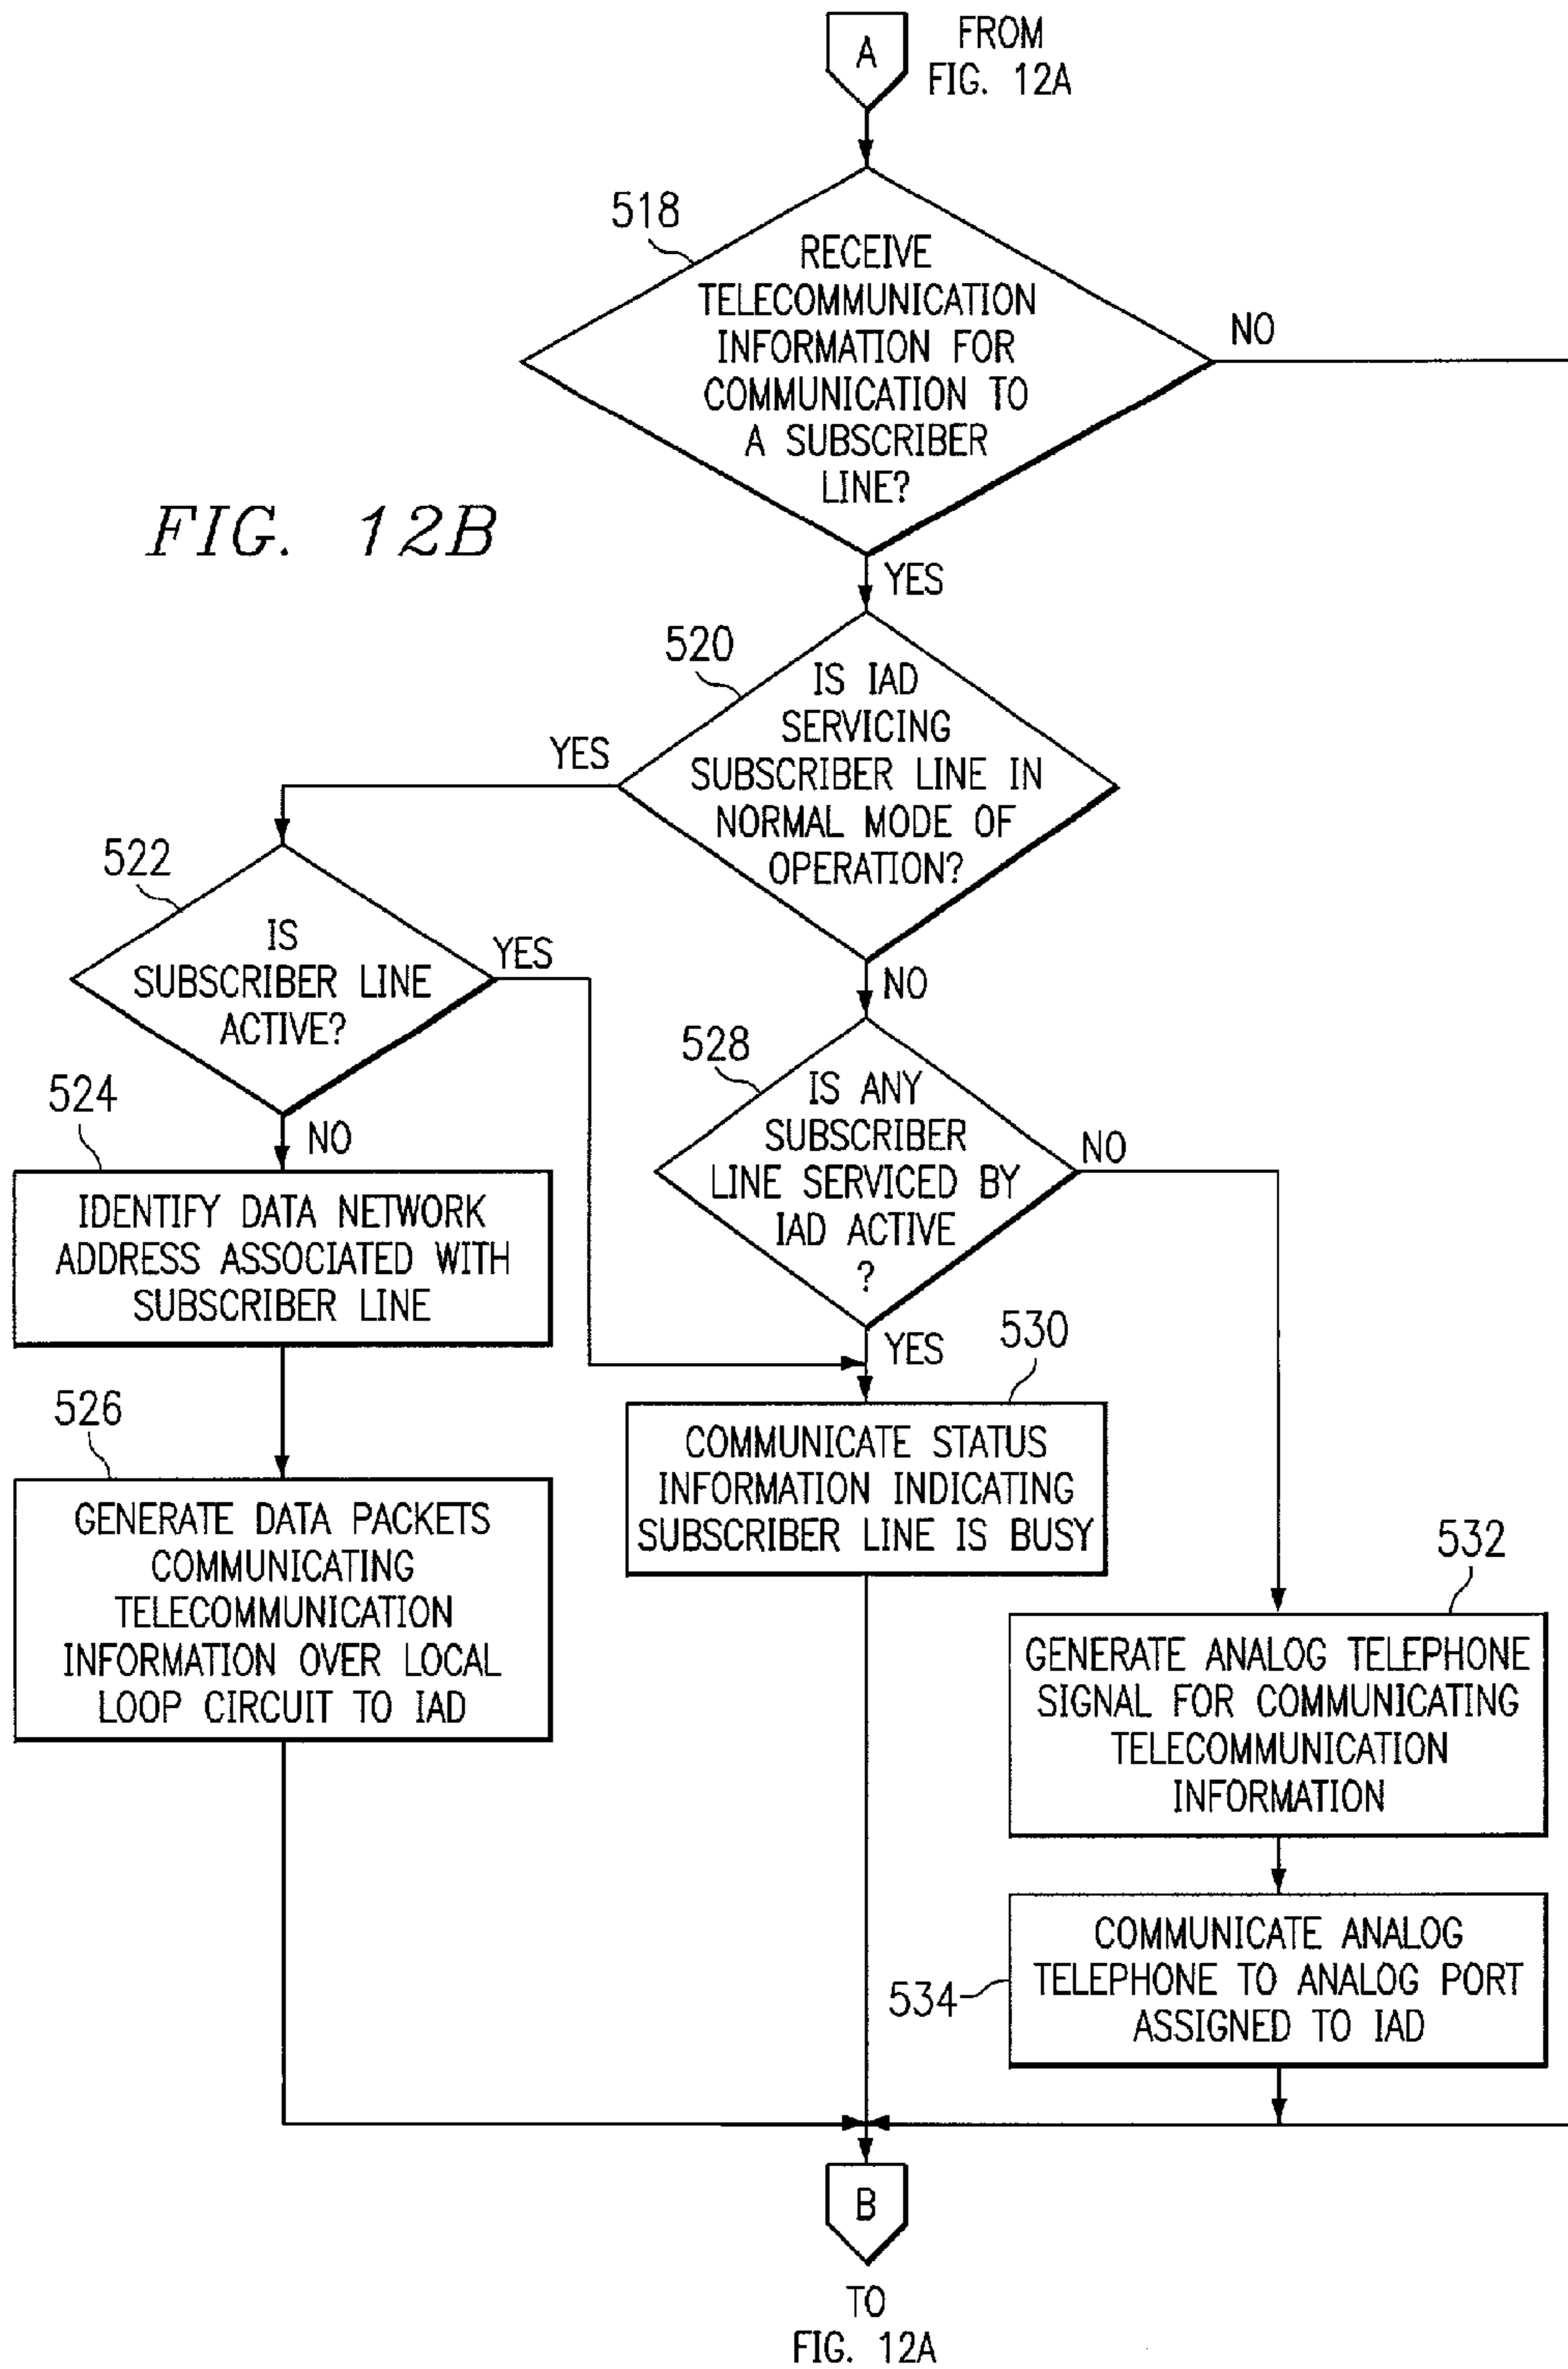 A
FROM
FIG. 12A
518
RECEIVE
TELECOMMUNICATION
INFORMATION FOR
COMMUNICATION TO
A SUBSCRIBER
LINE?
NO
FIG. 12B
YES
520
IS IAD
SERVICING
SUBSCRIBER LINE IN
NORMAL MODE OF
OPERATION?
YES
NO
522
IS
SUBSCRIBER LINE
ACTIVE?
YES
NO
528
IS ANY
SUBSCRIBER
LINE SERVICED BY
IAD ACTIVE
?
NO
YES
524
IDENTIFY DATA NETWORK
ADDRESS ASSOCIATED WITH
SUBSCRIBER LINE
530
COMMUNICATE STATUS
INFORMATION INDICATING
SUBSCRIBER LINE IS BUSY
526
GENERATE DATA PACKETS
COMMUNICATING
TELECOMMUNICATION
INFORMATION OVER LOCAL
LOOP CIRCUIT TO IAD
532
GENERATE ANALOG TELEPHONE
SIGNAL FOR COMMUNICATING
TELECOMMUNICATION
INFORMATION
534
COMMUNICATE ANALOG
TELEPHONE TO ANALOG PORT
ASSIGNED TO IAD
B
TO
FIG. 12A